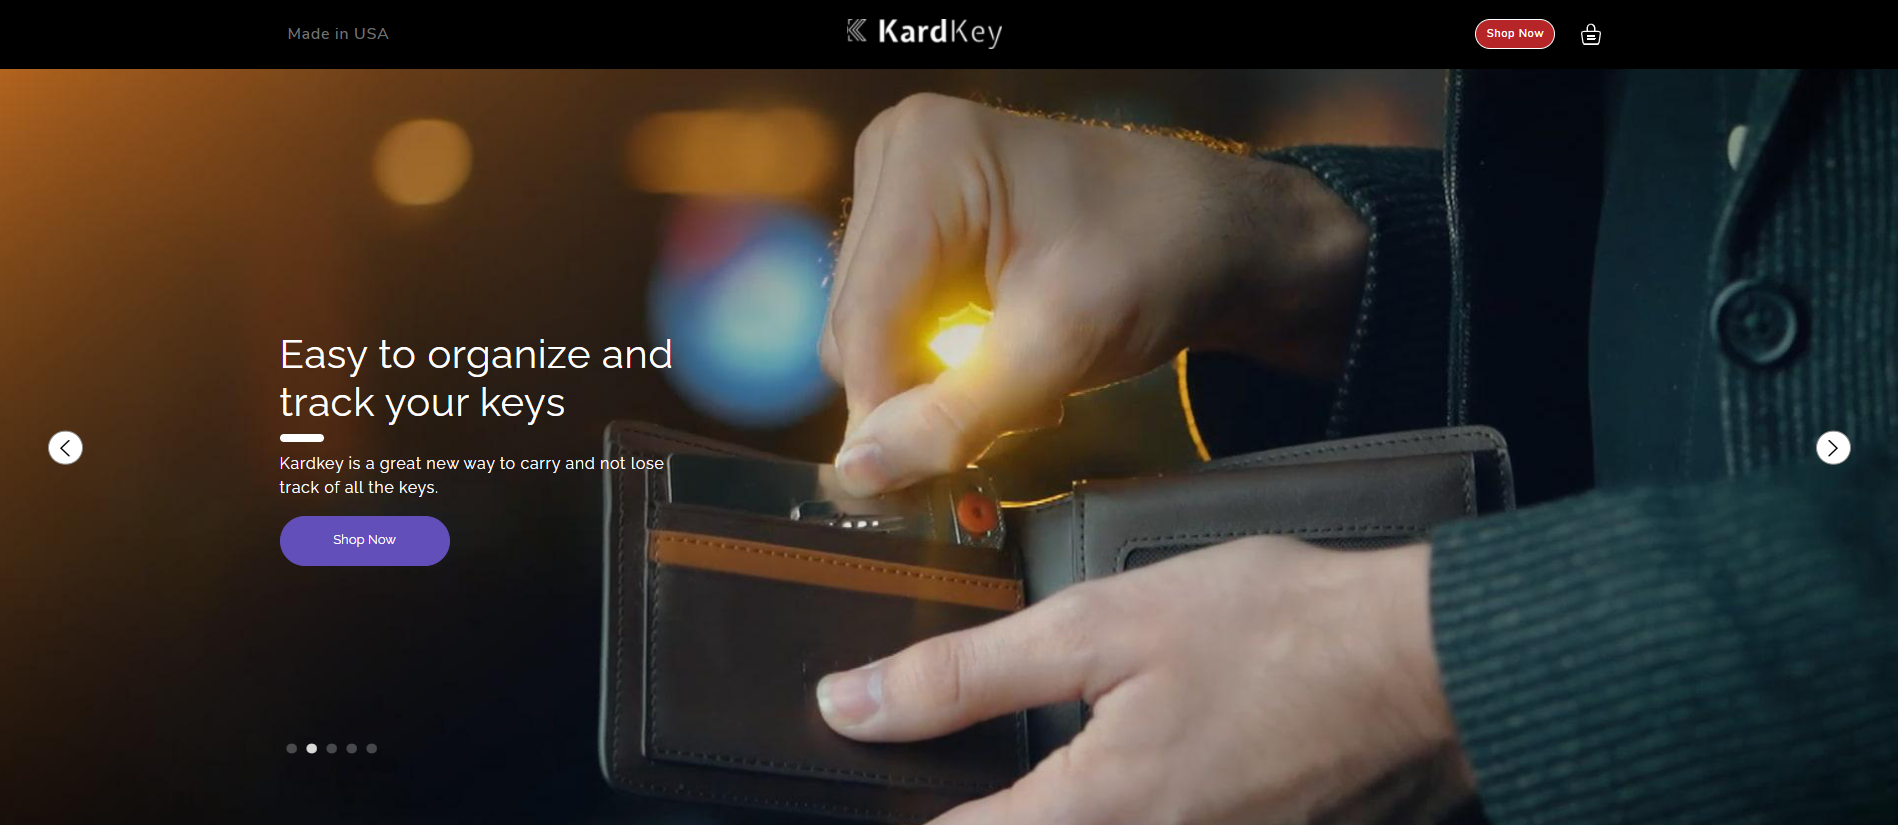 Made in USA
KardKey
Shop Now
Easy to organize and
track your keys
Kardkey is a great new way to carry and not lose
track of all the keys.
Shop Now